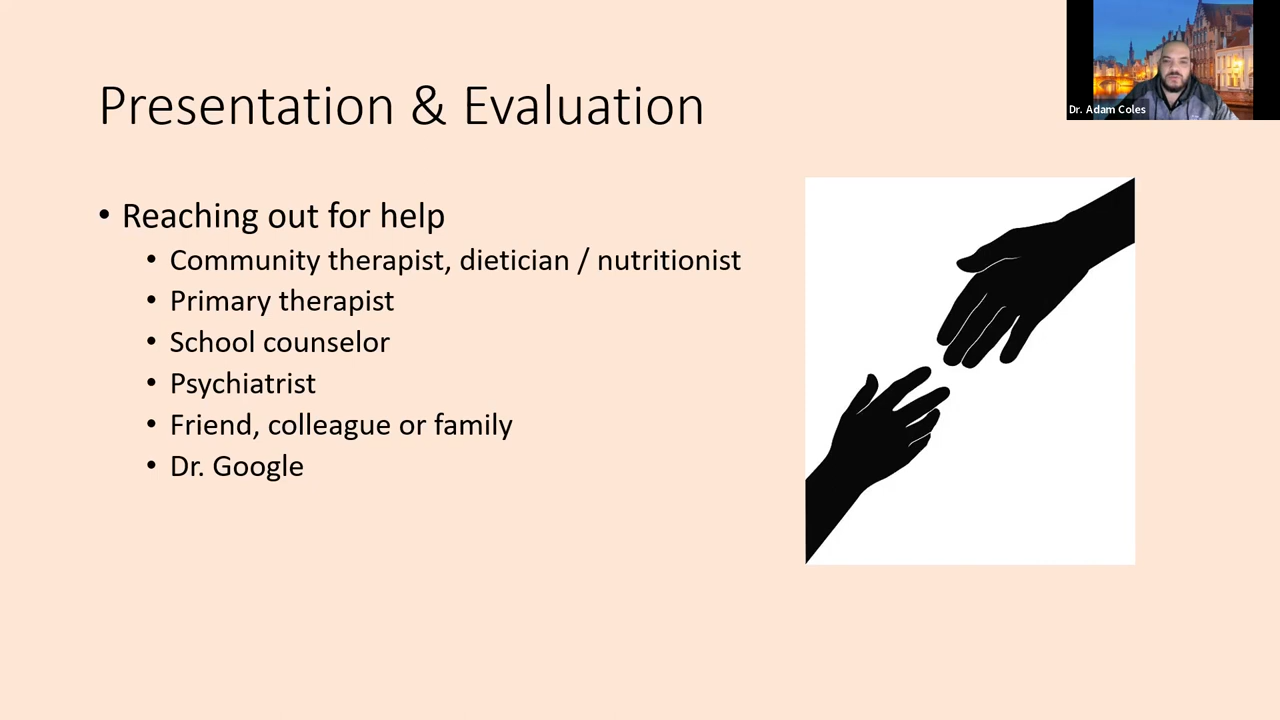 Presentation & Evaluation
Dr. Adam Coles
• Reaching out for help
• Community therapist, dietician / nutritionist
• Primary therapist
• School counselor
• Psychiatrist
• Friend, colleague or family
• Dr. Google